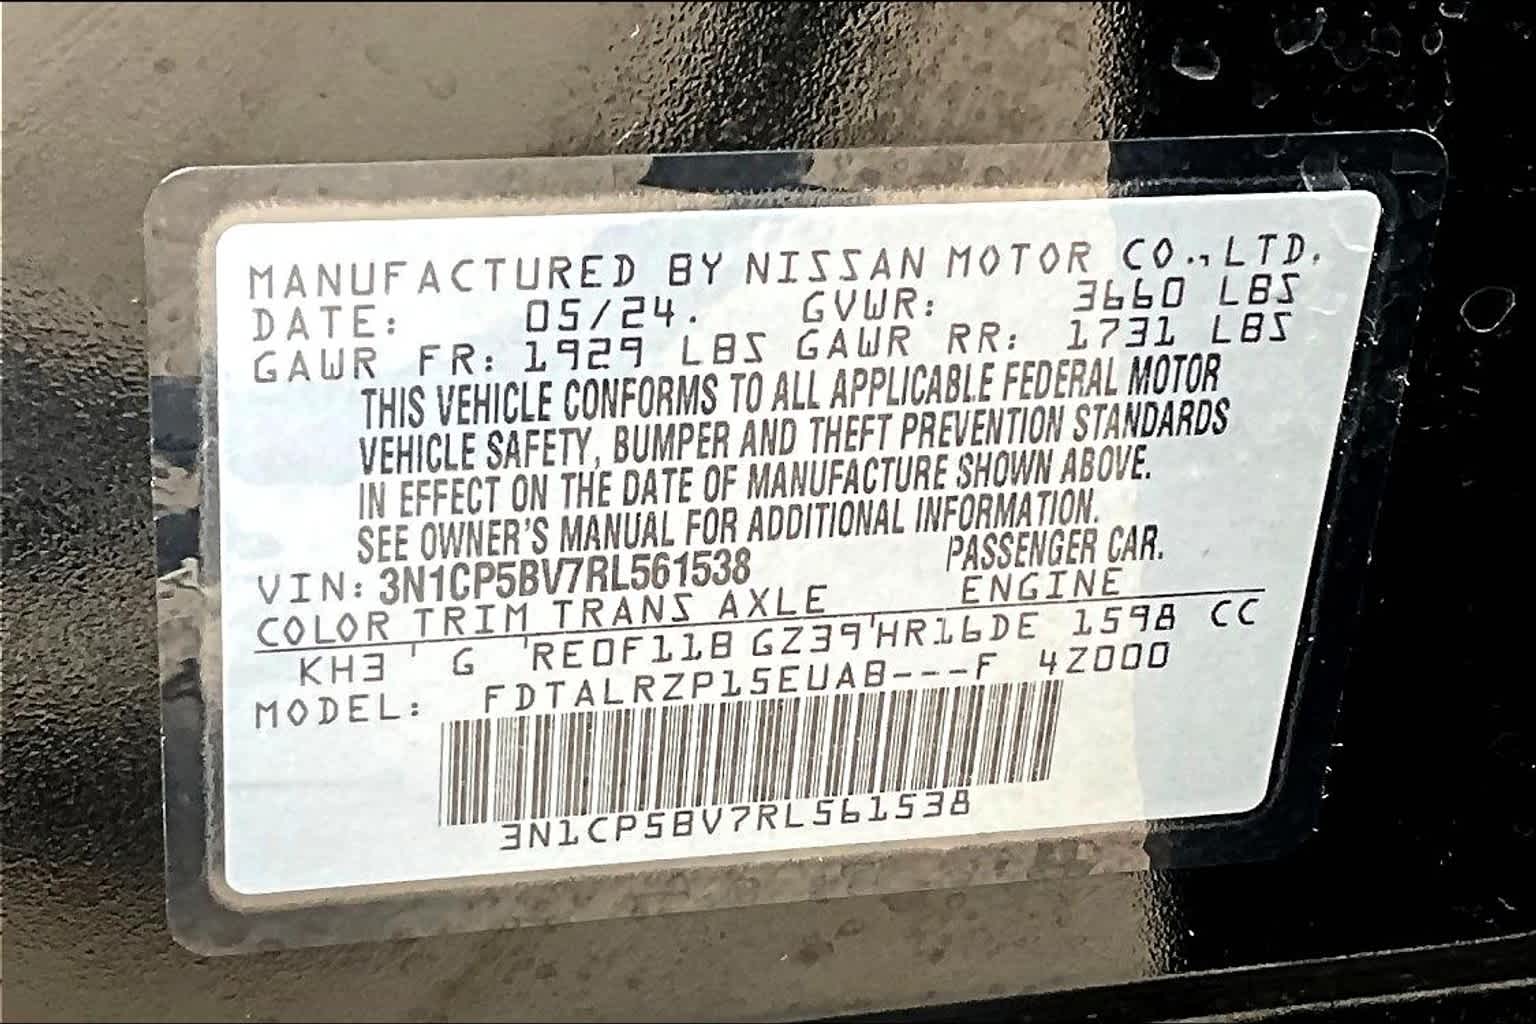 MANUFACTURED BY NISSAN MOTOR CO.,LTD.
DATE: 05/24. GVWR: 3660 LBS
GAWR FR: 1929 LBS GAWR RR: 1731 LBS
THIS VEHICLE CONFORMS TO ALL APPLICABLE FEDERAL MOTOR
VEHICLE SAFETY, BUMPER AND THEFT PREVENTION STANDARDS
IN EFFECT ON THE DATE OF MANUFACTURE SHOWN ABOVE.
SEE OWNER'S MANUAL FOR ADDITIONAL INFORMATION.
VIN: 3N1CP5BV7RL561538 PASSENGER CAR.
COLOR TRIM TRANS AXLE ENGINE
KH3 ' G 'RE0F11B GZ39'HR16DE 1598 CC
MODEL: FDTALRZP15EUAB---F 4Z000
3N1CP5BV7RL561538